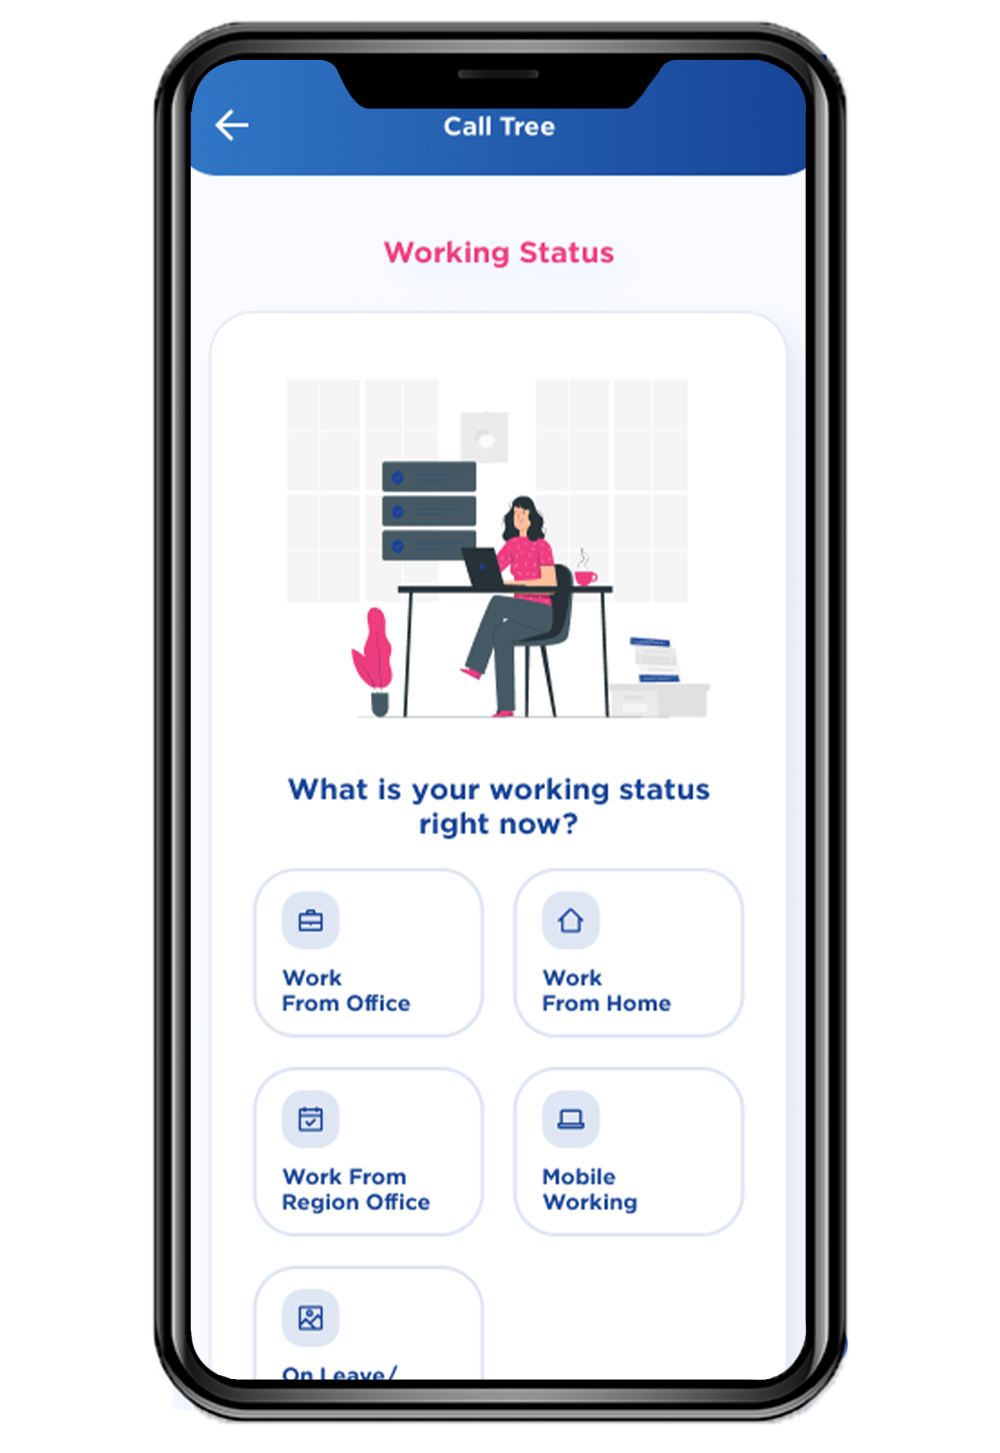 Call Tree
Working Status
What is your working status
right now?
Work
From Office
Work
From Home
Work From
Region Office
Mobile
Working
On Leave/